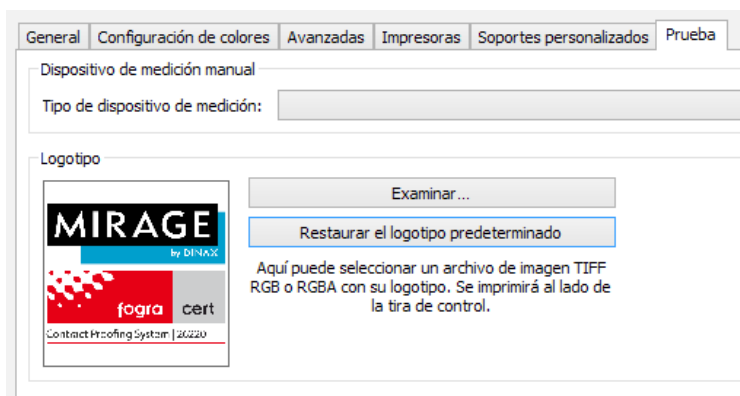 General Configuración de colores Avanzadas Impresoras Soportes personalizados Prueba
Dispositivo de medición manual
Tipo de dispositivo de medición:
Logotipo
MIRAGE
by DINAX
fogra cert
Contract Proofing System | 26220
Examinar...
Restaurar el logotipo predeterminado
Aquí puede seleccionar un archivo de imagen TIFF
RGB o RGBA con su logotipo. Se imprimirá al lado de
la tira de control.